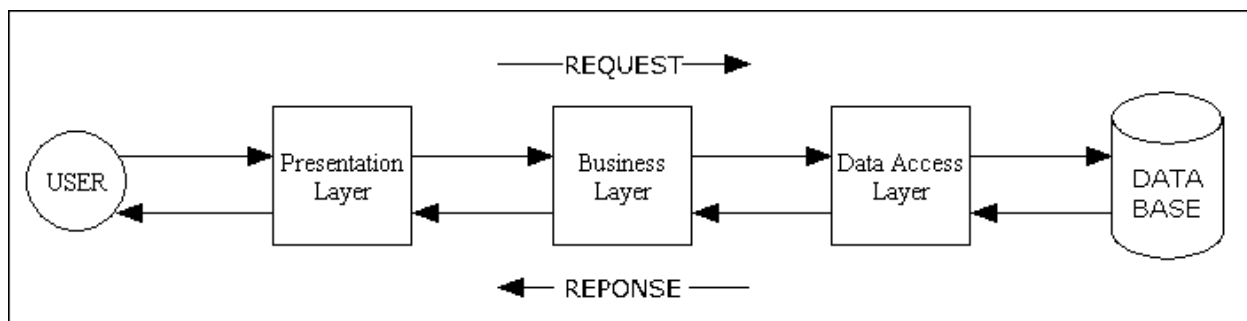 REQUEST
USER
Presentation
Layer
Business
Layer
Data Access
Layer
DATA
BASE
REPONSE